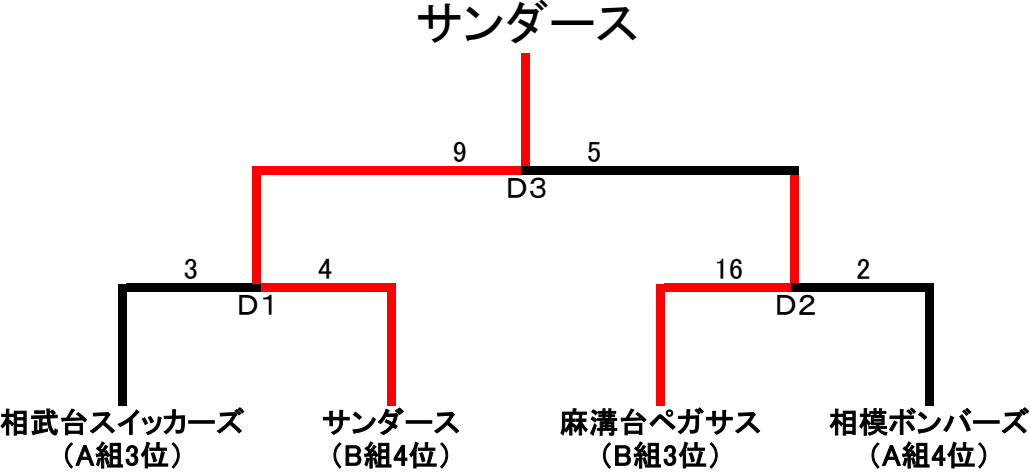 サンダース
9 5
D3
3 4 16 2
D1 D2
相武台スイッカーズ サンダース 麻溝台ペガサス 相模ボンバーズ
(A組3位) (B組4位) (B組3位) (A組4位)